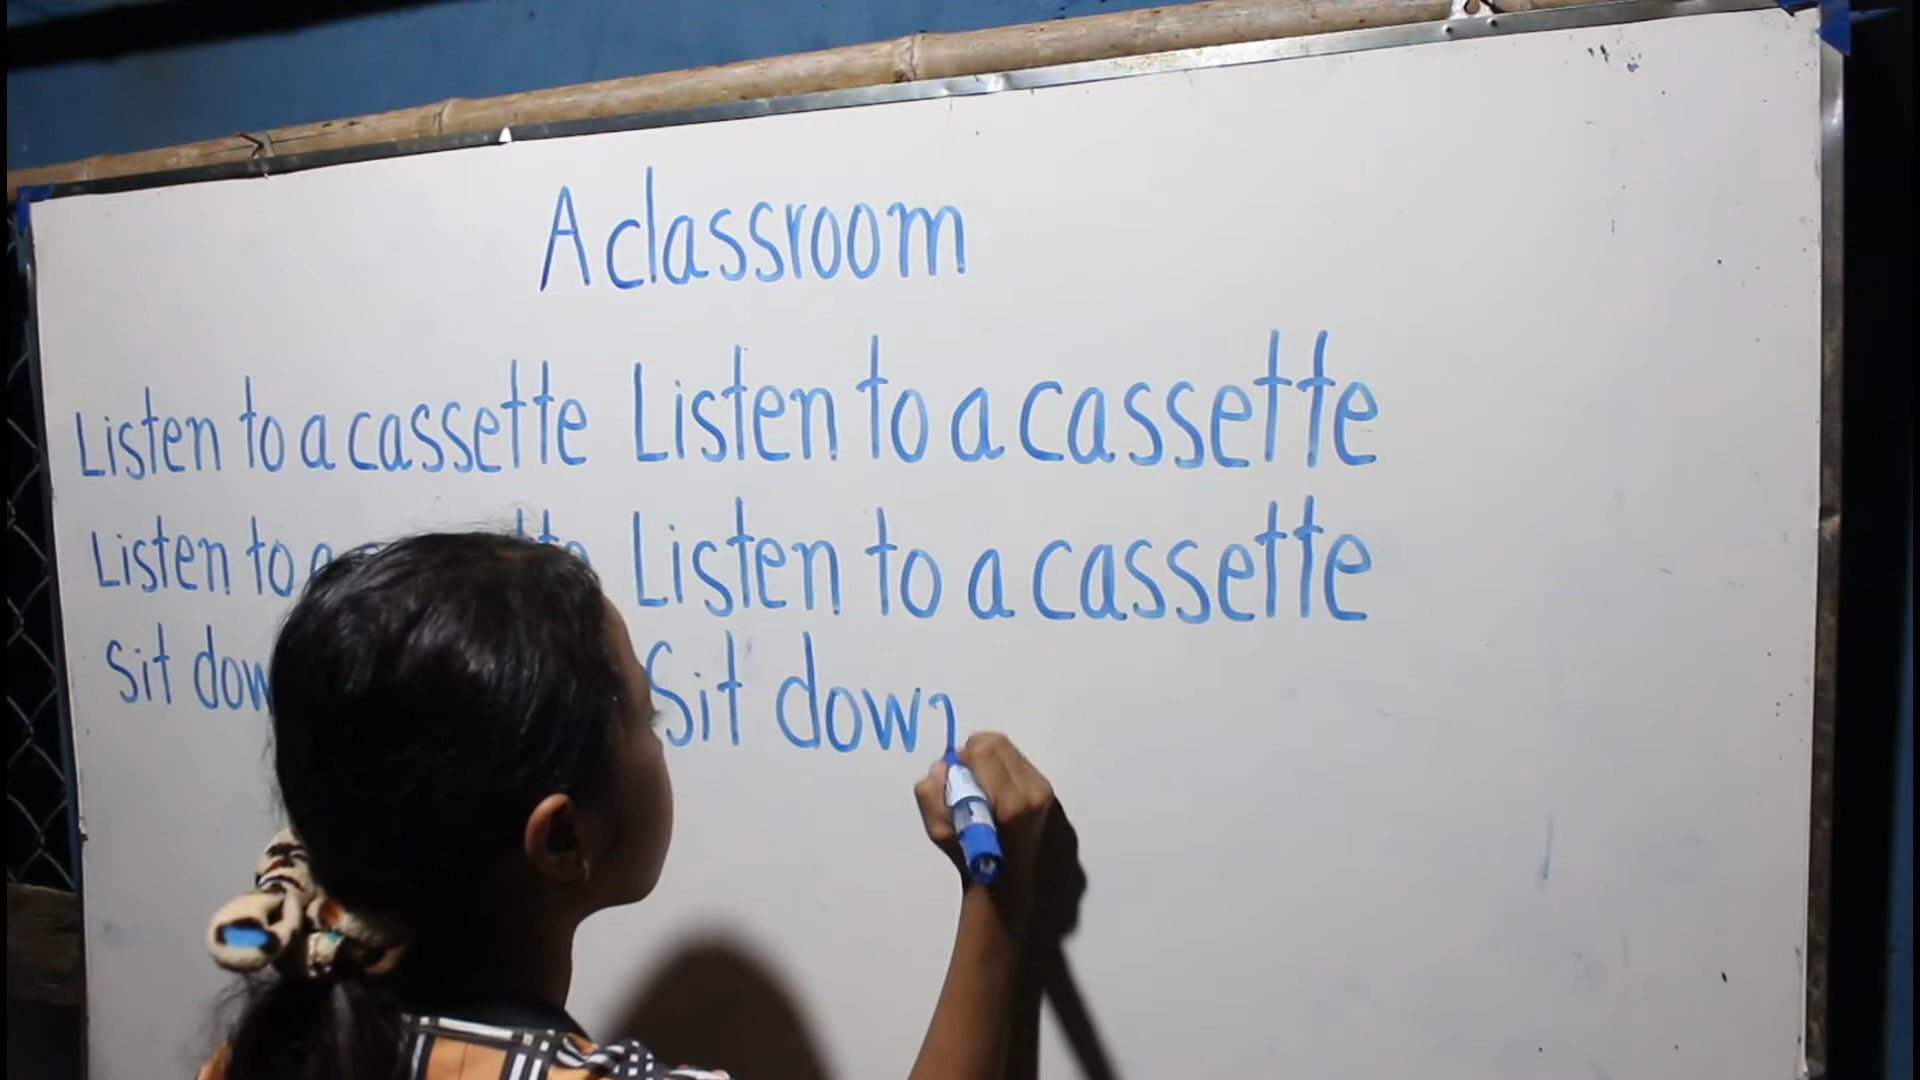 A classroom
Listen to a cassette Listen to a cassette
Listen to Listen to a cassette
Sit Sit